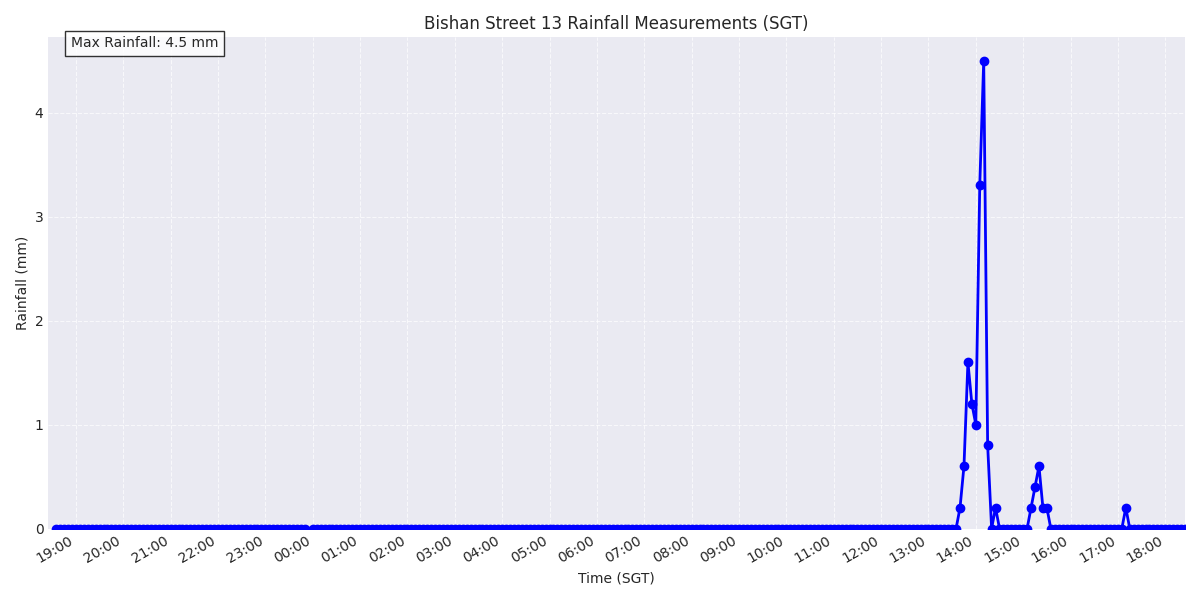 Bishan Street 13 Rainfall Measurements (SGT)
Max Rainfall: 4.5 mm
Rainfall (mm)
4
3
2
1
0
19:00 20:00 21:00 22:00 23:00 00:00 01:00 02:00 03:00 04:00 05:00 06:00 07:00 08:00 09:00 10:00 11:00 12:00 13:00 14:00 15:00 16:00 17:00 18:00
Time (SGT)